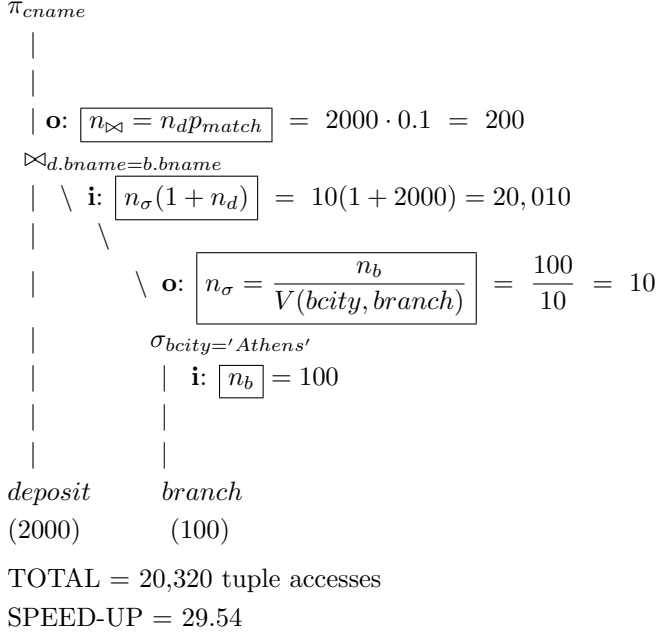 π_cname
|
|
| o: n_⋈ = n_d p_match = 2000 · 0.1 = 200
⋈_d.bname=b.bname
| \ i: n_σ(1 + n_d) = 10(1 + 2000) = 20,010
| \
| \ o: n_σ = n_b / V(bcity, branch) = 100 / 10 = 10
| σ_bcity='Athens'
| | i: n_b = 100
| |
| |
deposit branch
(2000) (100)
TOTAL = 20,320 tuple accesses
SPEED-UP = 29.54